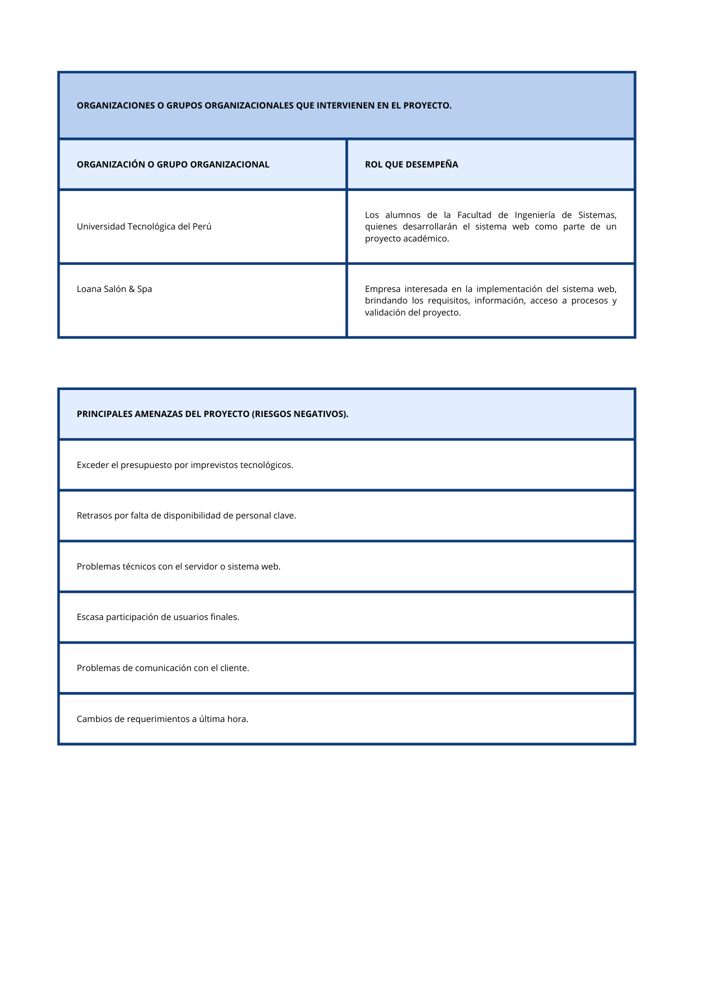 ORGANIZACIONES O GRUPOS ORGANIZACIONALES QUE INTERVIENEN EN EL PROYECTO.
ORGANIZACIÓN O GRUPO ORGANIZACIONAL
ROL QUE DESEMPEÑA
Universidad Tecnológica del Perú
Los alumnos de la Facultad de Ingeniería de Sistemas,
quienes desarrollarán el sistema web como parte de un
proyecto académico.
Loana Salón & Spa
Empresa interesada en la implementación del sistema web,
brindando los requisitos, información, acceso a procesos y
validación del proyecto.
PRINCIPALES AMENAZAS DEL PROYECTO (RIESGOS NEGATIVOS).
Exceder el presupuesto por imprevistos tecnológicos.
Retrasos por falta de disponibilidad de personal clave.
Problemas técnicos con el servidor o sistema web.
Escasa participación de usuarios finales.
Problemas de comunicación con el cliente.
Cambios de requerimientos a última hora.